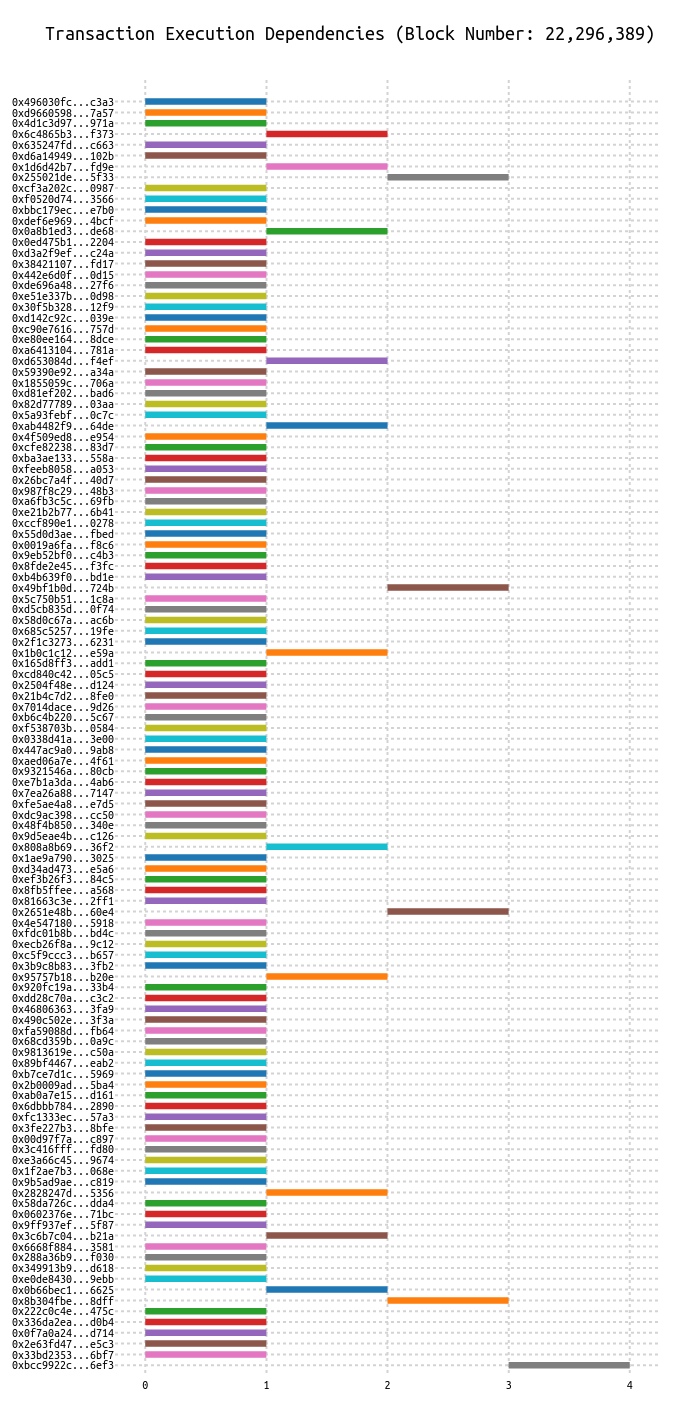 Transaction Execution Dependencies (Block Number: 22,296,389)
0x496030fc...c3a3
0xd9660598...7a57
0x4d1c3d97...971a
0x6c4865b3...f373
0x635247fd...c663
0xd6a14949...102b
0x1d6d42b7...fd9e
0x255021de...5f33
0xcf3a202c...0987
0xf0520d74...3566
0xbbc179ec...e7b0
0xdef6e969...4bcf
0x0a8b1ed3...de68
0x0ed475b1...2204
0xd3a2f9ef...c24a
0x38421107...fd17
0x442e6d0f...0d15
0xde696a48...27f6
0xe51e337b...0d98
0x30f5b328...12f9
0xd142c92c...039e
0xc90e7616...757d
0xe80ee164...8dce
0xa6413104...781a
0xd653084d...f4ef
0x59390e92...a34a
0x1855059c...706a
0xd81ef202...bad6
0x82d77789...03aa
0x5a93febf...0c7c
0xab4482f9...64de
0x4f509ed8...e954
0xcfe82238...83d7
0xba3ae133...558a
0xfeeb8058...a053
0x26bc7a4f...40d7
0x987f8c29...48b3
0xa6fb3c5c...69fb
0xe21b2b77...6b41
0xccf890e1...0278
0x55d0d3ae...fbed
0x0019a6fa...f8c6
0x9eb52bf0...c4b3
0x8fde2e45...f3fc
0xb4b639f0...bd1e
0x49bf1b0d...724b
0x5c750b51...1c8a
0xd5cb835d...0f74
0x58d0c67a...ac6b
0x685c5257...19fe
0x2f1c3273...6231
0x1b0c1c12...e59a
0x165d8ff3...add1
0xcd840c42...05c5
0x2504f48e...d124
0x21b4c7d2...8fe0
0x7014dace...9d26
0xb6c4b220...5c67
0xf538703b...0584
0x0338d41a...3e00
0x447ac9a0...9ab8
0xaed06a7e...4f61
0x9321546a...80cb
0xe7b1a3da...4ab6
0x7ea26a88...7147
0xfe5ae4a8...e7d5
0xdc9ac398...cc50
0x48f4b850...340e
0x9d5eae4b...c126
0x808a8b69...36f2
0x1ae9a790...3025
0xd34ad473...e5a6
0xef3b26f3...84c5
0x8fb5ffee...a568
0x81663c3e...2ff1
0x2651e48b...60e4
0x4e547180...5918
0xfdc01b8b...bd4c
0xecb26f8a...9c12
0xc5f9ccc3...b657
0x3b9c8b83...3fb2
0x95757b18...b20e
0x920fc19a...33b4
0xdd28c70a...c3c2
0x46806363...3fa9
0x490c502e...3f3a
0xfa59088d...fb64
0x68cd359b...0a9c
0x9813619e...c50a
0x89bf4467...eab2
0xb7ce7d1c...5969
0x2b0009ad...5ba4
0xab0a7e15...d161
0x6dbbb784...2890
0xfc1333ec...57a3
0x3fe227b3...8bfe
0x00d97f7a...c897
0x3c416fff...fd80
0xe3a66c45...9674
0x1f2ae7b3...068e
0x9b5ad9ae...c819
0x2828247d...5356
0x58da726c...dda4
0x0602376e...71bc
0x9ff937ef...5f87
0x3c6b7c04...b21a
0x6668f884...3581
0x288a36b9...f030
0x349913b9...d618
0xe0de8430...9ebb
0x0b66bec1...6625
0x8b304fbe...8dff
0x222c0c4e...475c
0x336da2ea...d0b4
0x0f7a0a24...d714
0x2e63fd47...e5c3
0x33bd2353...6bf7
0xbcc9922c...6ef3
0 1 2 3 4